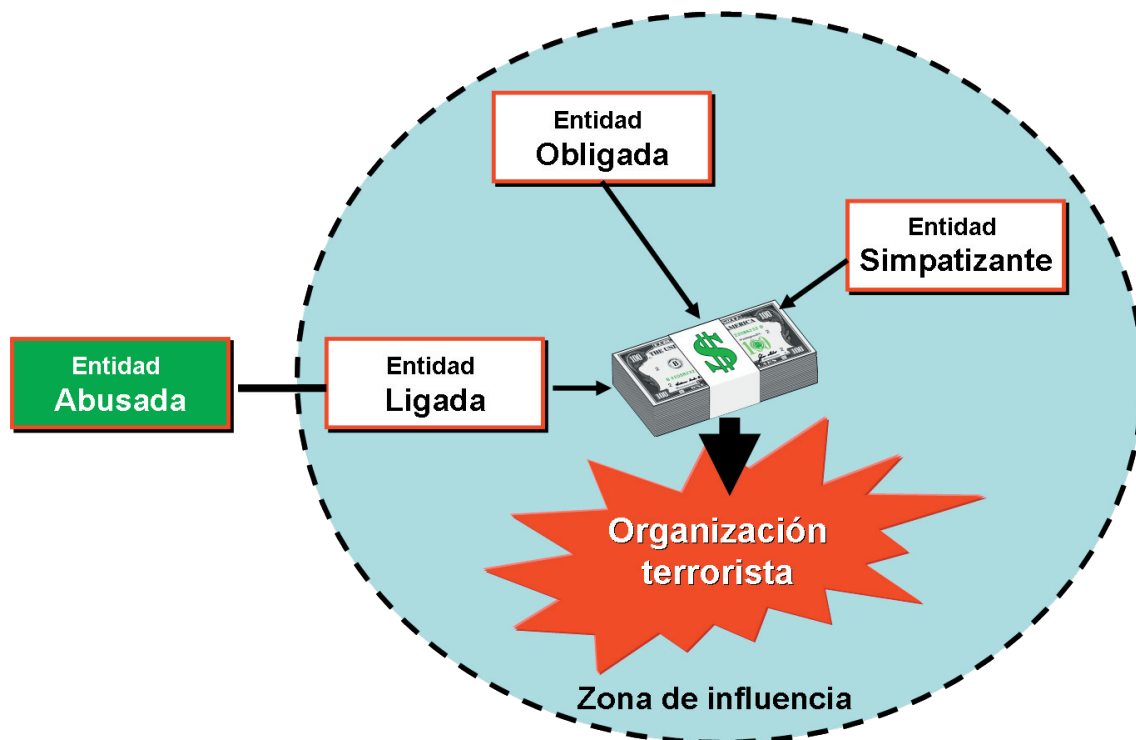 Entidad
Obligada
Entidad
Simpatizante
Entidad
Abusada
Entidad
Ligada
$
Organización
terrorista
Zona de influencia